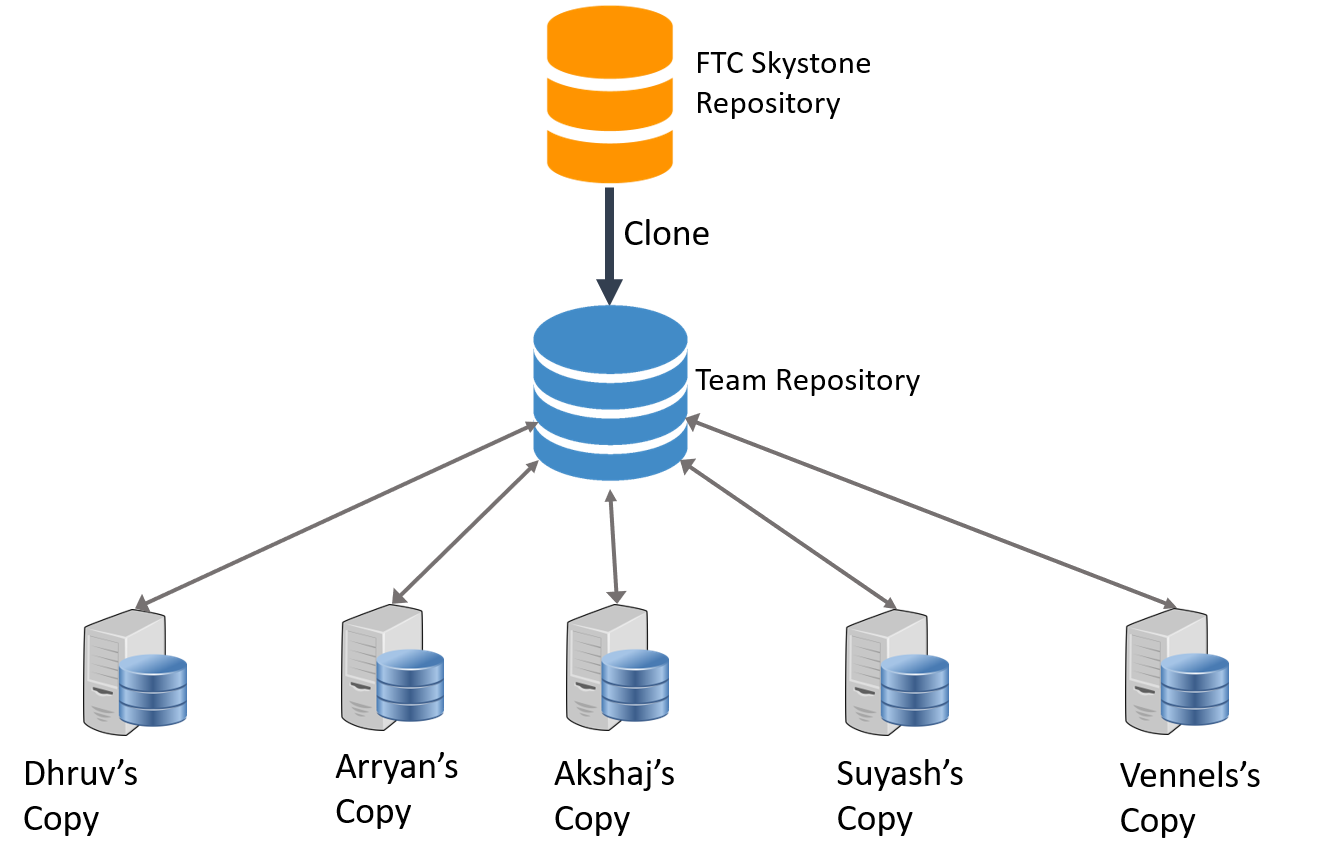 FTC Skystone
Repository
Clone
Team Repository
Dhruv’s
Copy
Arryan’s
Copy
Akshaj’s
Copy
Suyash’s
Copy
Vennels’s
Copy